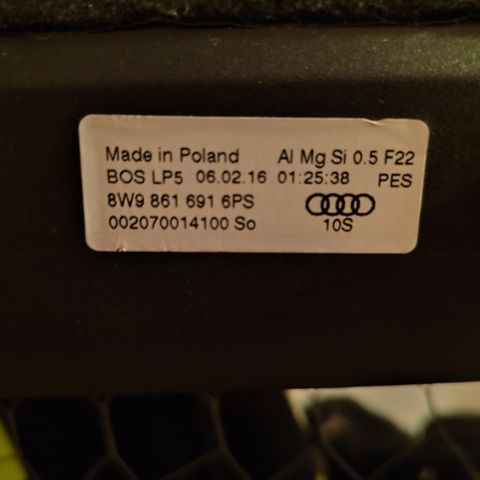 Made in Poland Al Mg Si 0.5 F22
BOS LP5 06.02.16 01:25:38 PES
8W9 861 691 6PS
002070014100 So 10S